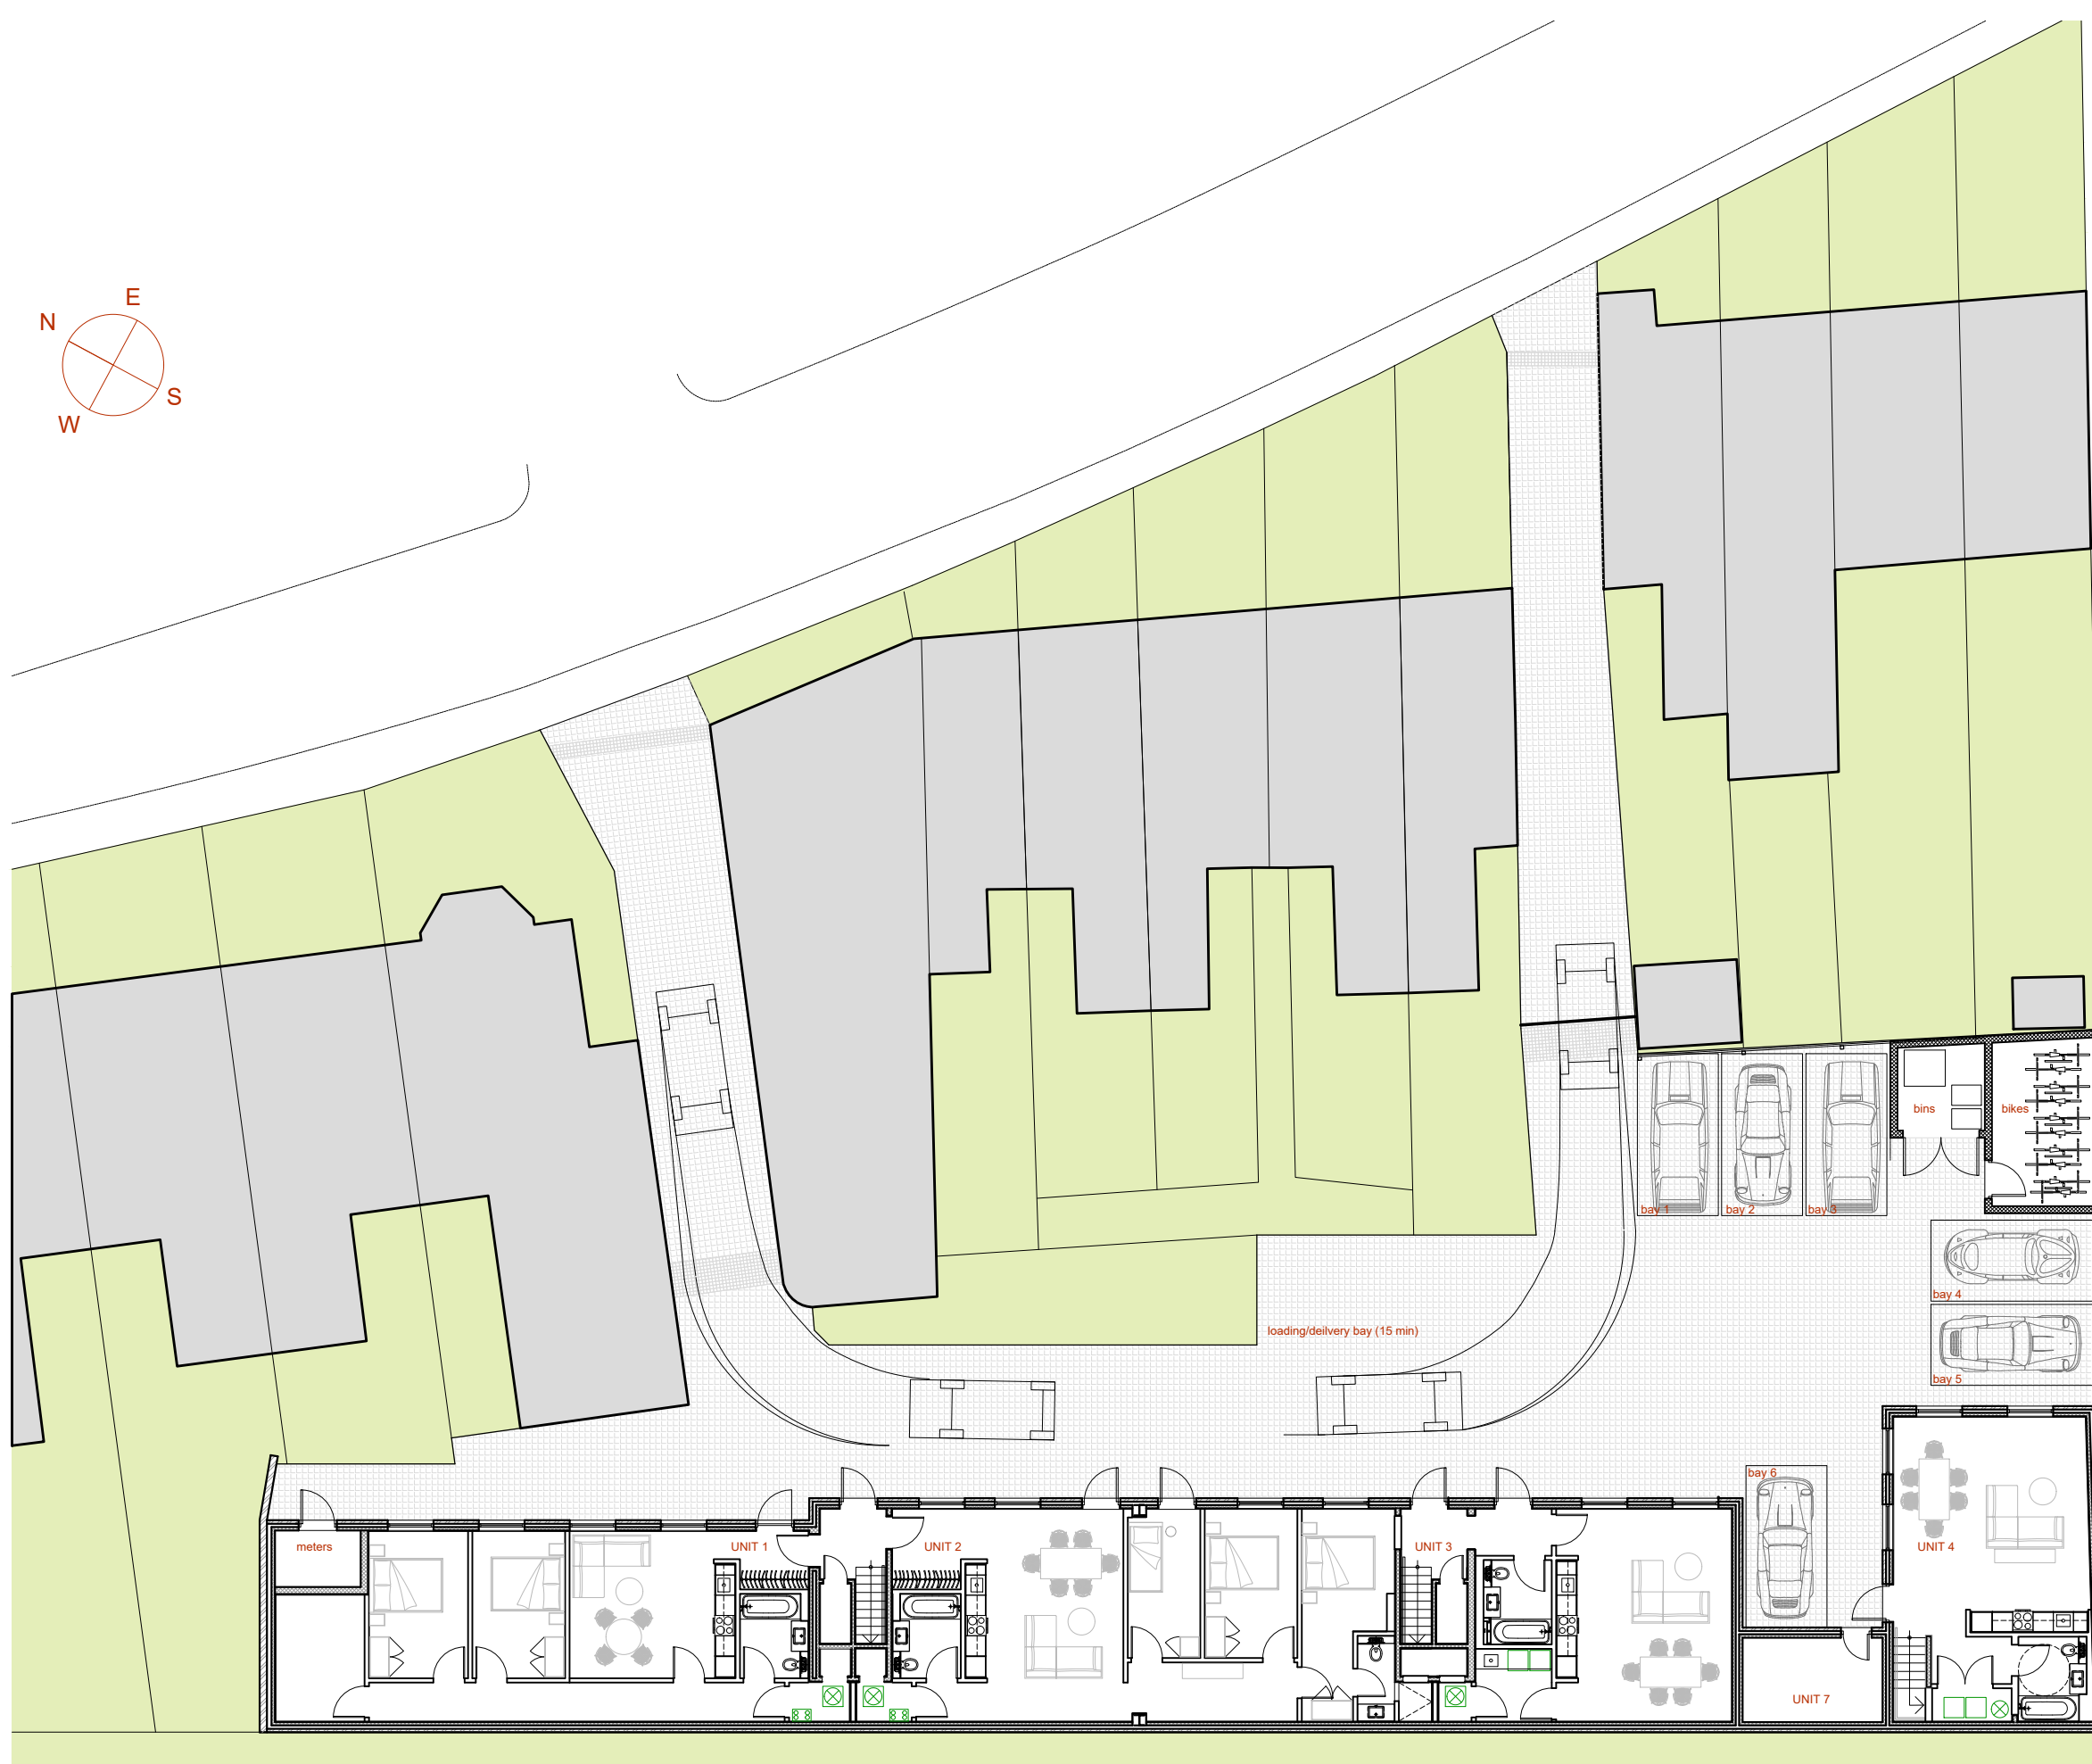 E
N
S
W
bins
bikes
bay 1
bay 2
bay 3
bay 4
loading/deilvery bay (15 min)
bay 5
bay 6
meters
UNIT 1
UNIT 2
UNIT 3
UNIT 4
UNIT 7